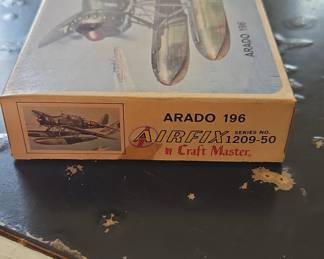 ARADO 196
ARADO 196
AIRFIX SERIES NO. 1209-50
BY Craft Master